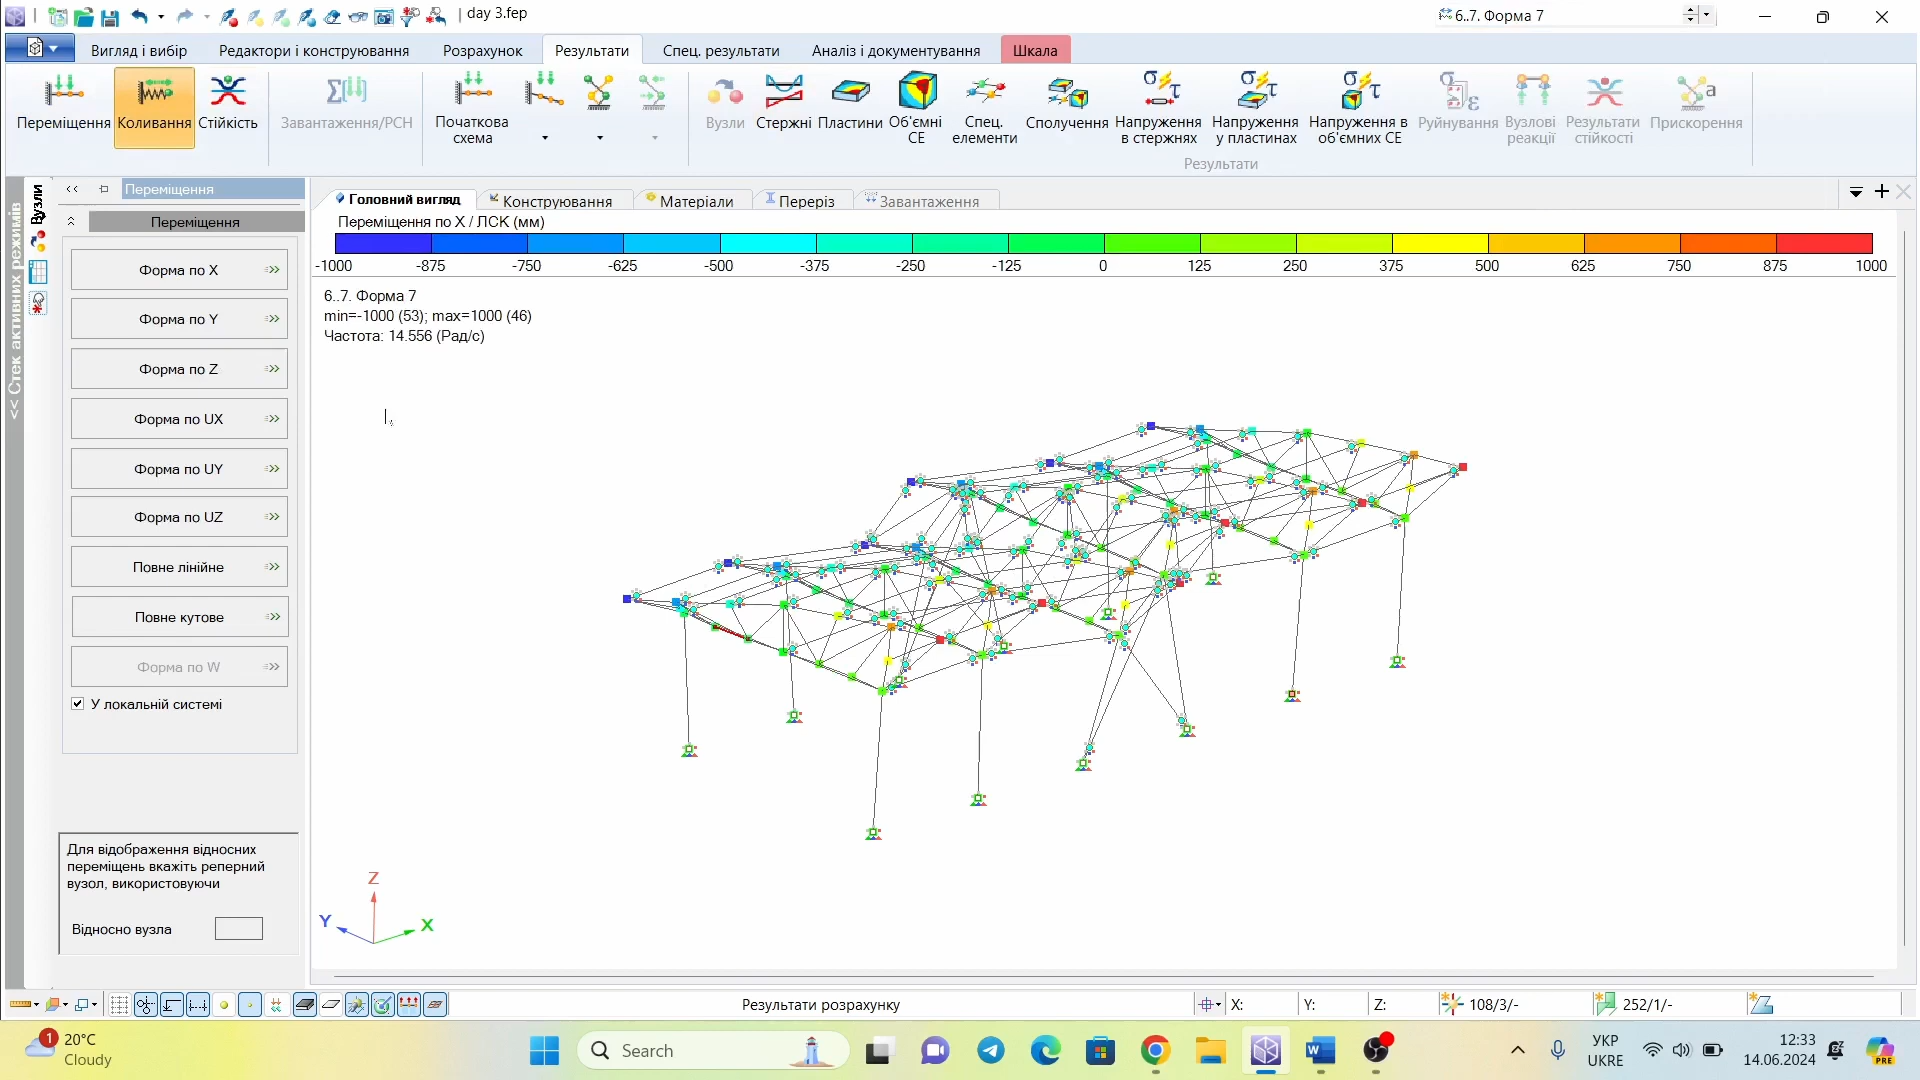 day 3.fep
6..7. Форма 7
Вигляд і вибір
Редактори і конструювання
Розрахунок
Результати
Спец. результати
Аналіз і документування
Шкала
Переміщення
Коливання
Стійкість
Завантаження/РСН
Початкова
схема
Вузли
Стержні
Пластини
Об'ємні
СЕ
Спец.
елементи
Сполучення
Напруження
в стержнях
Напруження
у пластинах
Напруження в
об'ємних СЕ
Руйнування
Вузлові
реакції
Результати
стійкості
Прискорення
Результати
<< Стек активних режимів
Вузли
Переміщення
Переміщення
Форма по X
Форма по Y
Форма по Z
Форма по UX
Форма по UY
Форма по UZ
Повне лінійне
Повне кутове
Форма по W
У локальній системі
Для відображення відносних
переміщень вкажіть реперний
вузол, використовуючи
Відносно вузла
Головний вигляд
Конструювання
Матеріали
Переріз
Завантаження
Переміщення по X / ЛСК (мм)
-1000 -875 -750 -625 -500 -375 -250 -125 0 125 250 375 500 625 750 875 1000
6..7. Форма 7
min=-1000 (53); max=1000 (46)
Частота: 14.556 (Рад/с)
Z
Y
X
Результати розрахунку
X:
Y:
Z:
108/3/-
252/1/-
1
20°C
Cloudy
Search
УКР
UKRE
12:33
14.06.2024
PRE